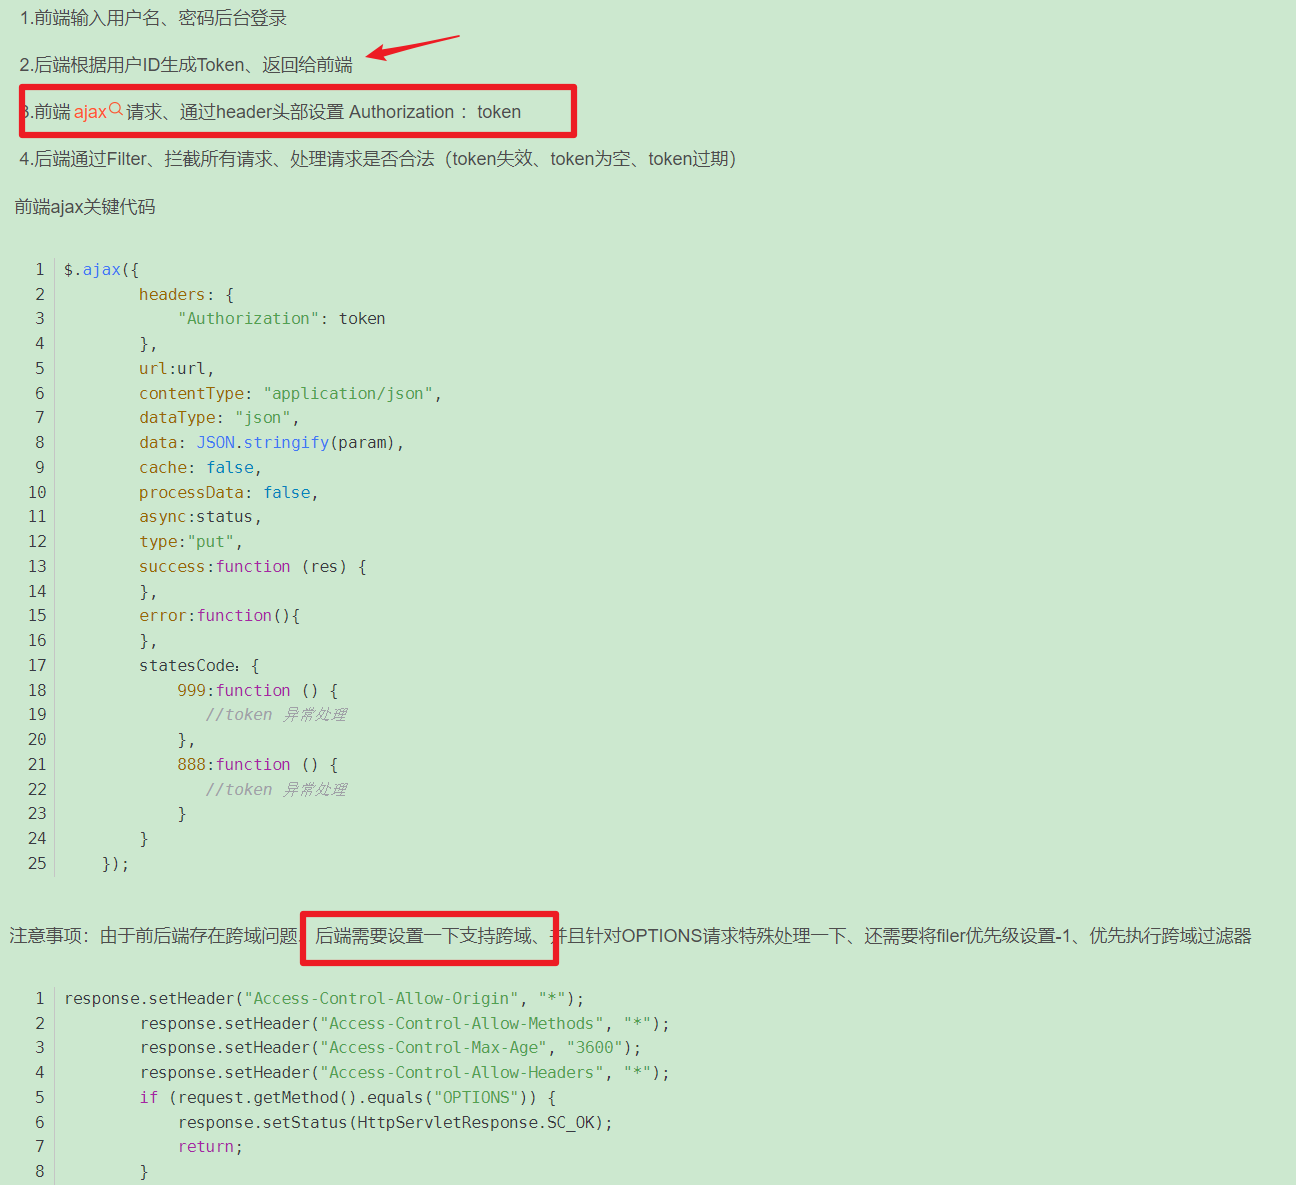 1.前端输入用户名、密码后台登录
2.后端根据用户ID生成Token、返回给前端
3.前端 ajax 请求、通过header头部设置 Authorization ：token
4.后端通过Filter、拦截所有请求、处理请求是否合法（token失效、token为空、token过期）
前端ajax关键代码
1 $.ajax({
2 headers: {
3 "Authorization": token
4 },
5 url:url,
6 contentType: "application/json",
7 dataType: "json",
8 data: JSON.stringify(param),
9 cache: false,
10 processData: false,
11 async:status,
12 type:"put",
13 success:function (res) {
14 },
15 error:function(){
16 },
17 statesCode：{
18 999:function () {
19 //token 异常处理
20 },
21 888:function () {
22 //token 异常处理
23 }
24 }
25 });
注意事项：由于前后端存在跨域问题、后端需要设置一下支持跨域、并且针对OPTIONS请求特殊处理一下、还需要将filer优先级设置-1、优先执行跨域过滤器
1 response.setHeader("Access-Control-Allow-Origin", "*");
2 response.setHeader("Access-Control-Allow-Methods", "*");
3 response.setHeader("Access-Control-Max-Age", "3600");
4 response.setHeader("Access-Control-Allow-Headers", "*");
5 if (request.getMethod().equals("OPTIONS")) {
6 response.setStatus(HttpServletResponse.SC_OK);
7 return;
8 }